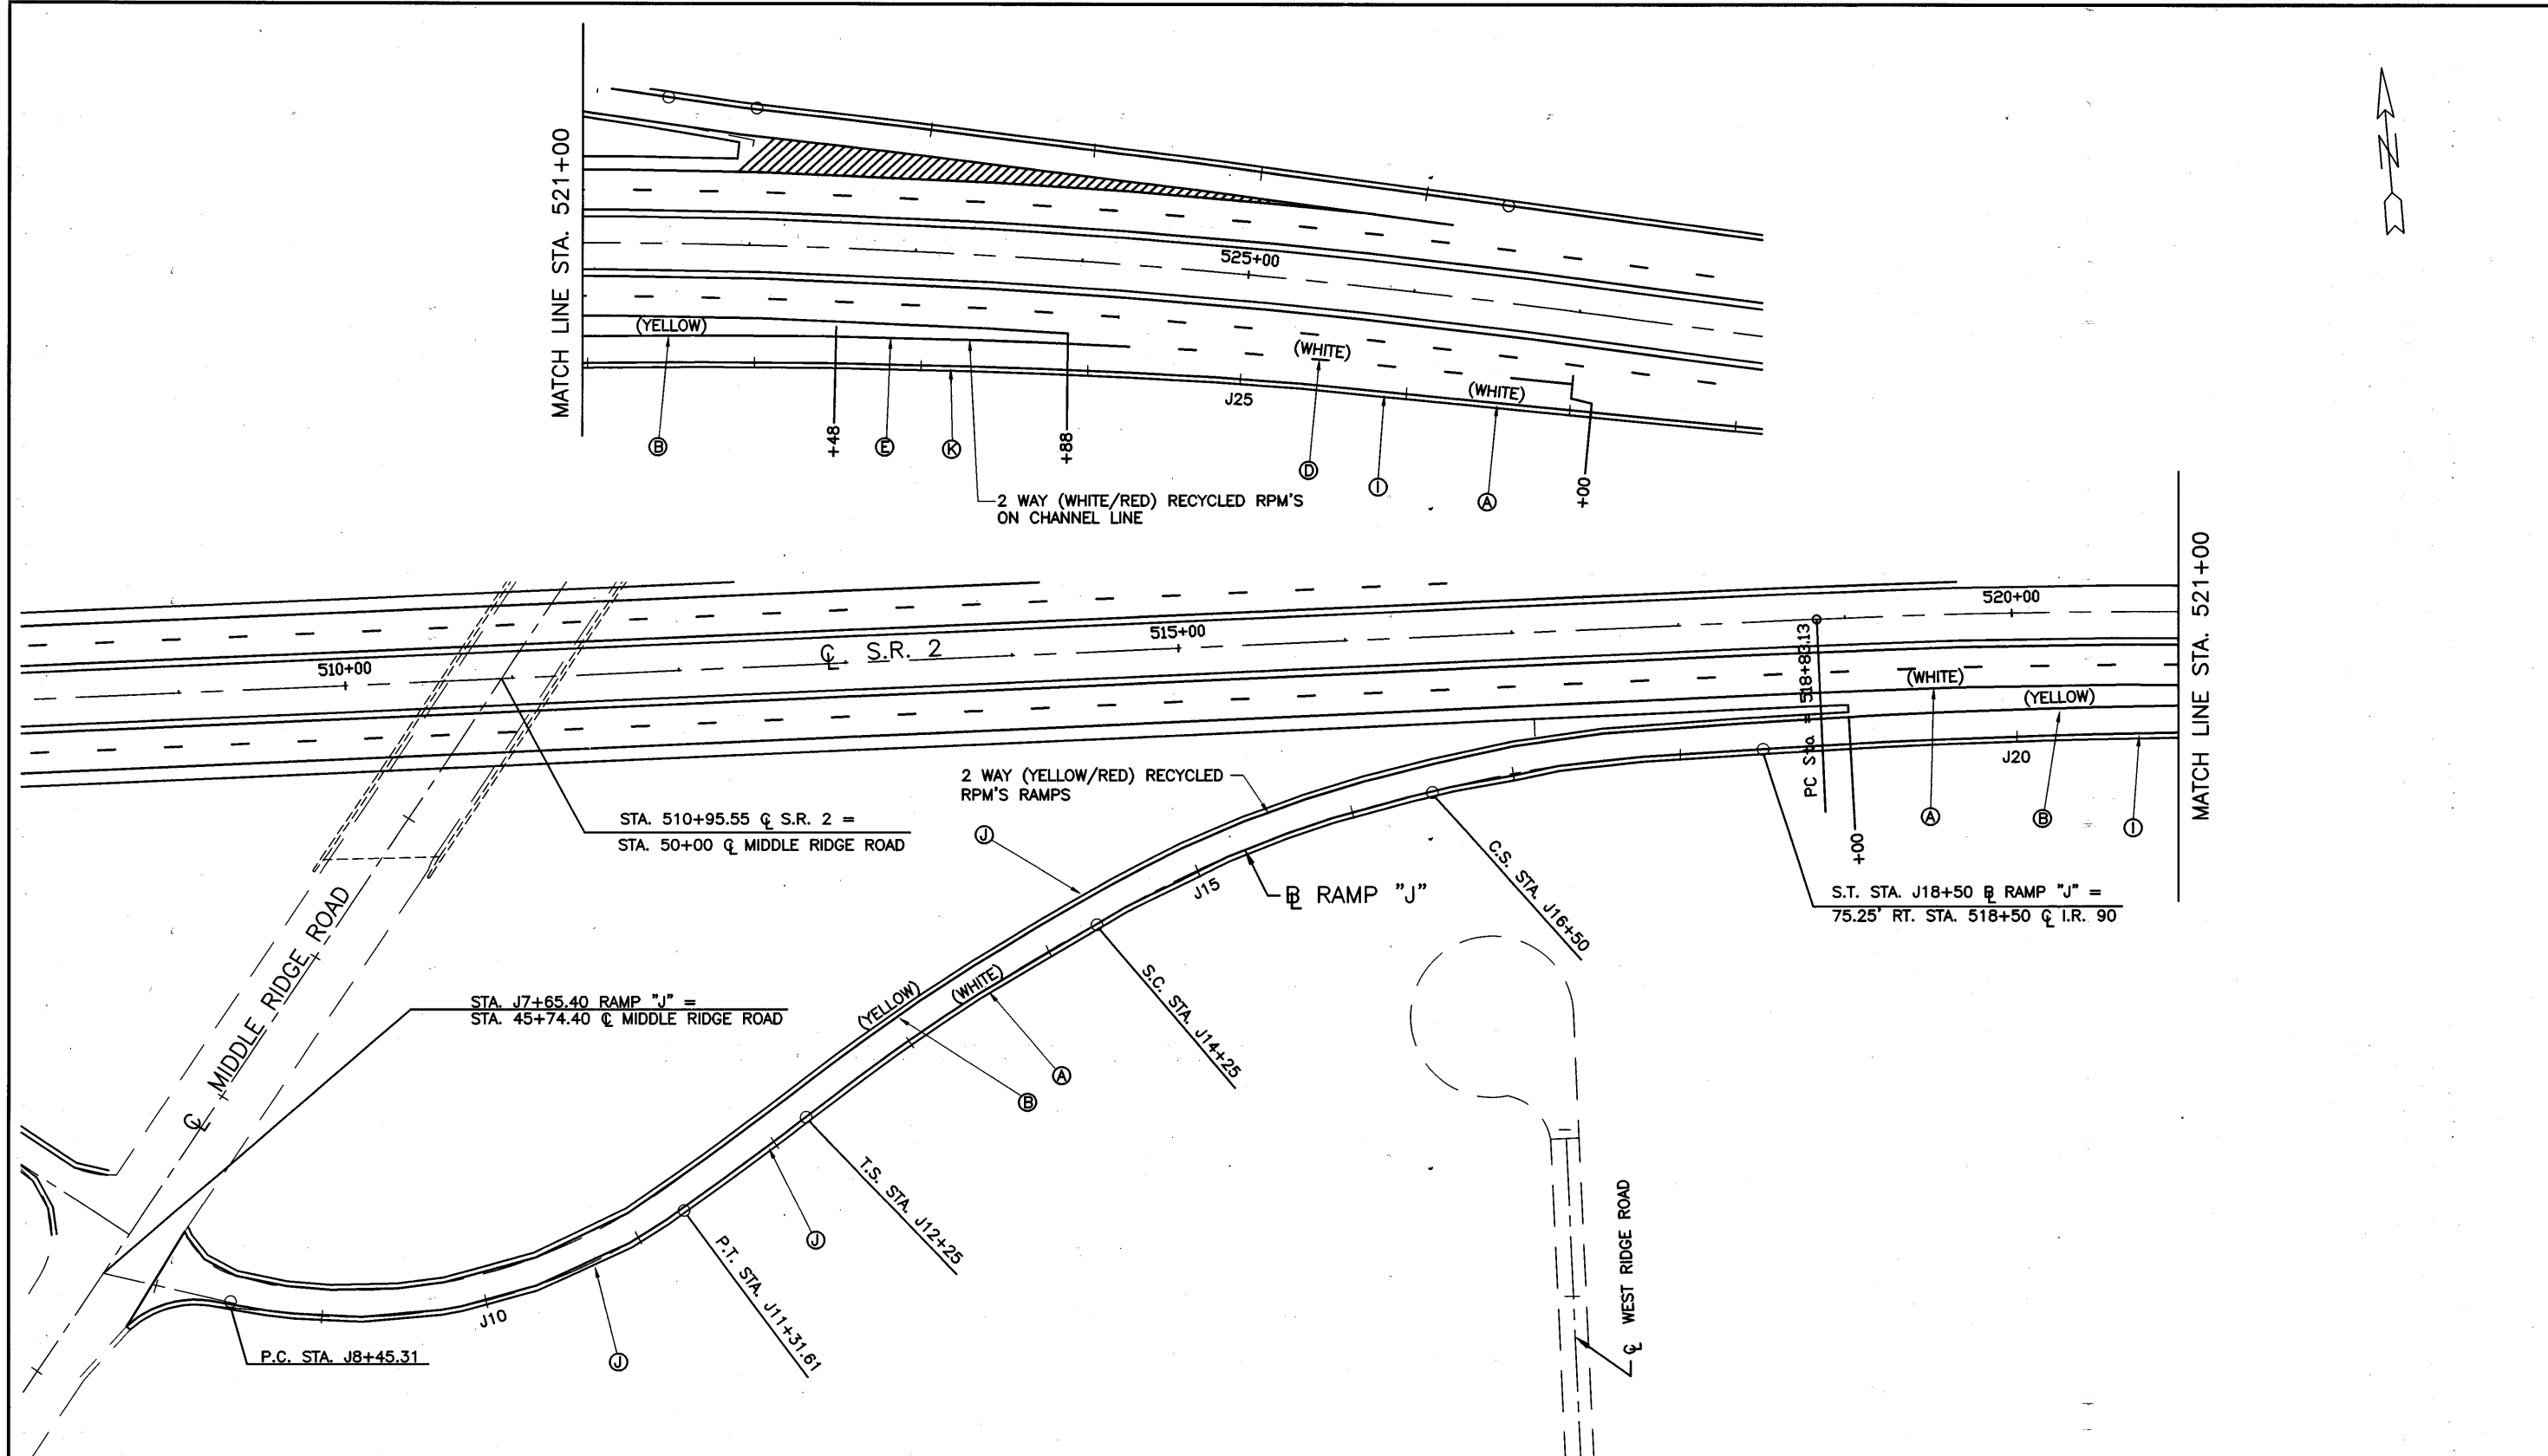 MATCH LINE STA. 521+00
525+00
(YELLOW)
(WHITE)
(WHITE)
J25
B
+48
E
K
+88
D
I
A
+00
2 WAY (WHITE/RED) RECYCLED RPM'S
ON CHANNEL LINE
N
MATCH LINE STA. 521+00
520+00
515+00
510+00
℄ S.R. 2
PC Sta = 518+83.13
(WHITE)
(YELLOW)
J20
A
B
I
+00
2 WAY (YELLOW/RED) RECYCLED
RPM'S RAMPS
J
STA. 510+95.55 ℄ S.R. 2 =
STA. 50+00 ℄ MIDDLE RIDGE ROAD
S.T. STA. J18+50 BL RAMP "J" =
75.25' RT. STA. 518+50 ℄ I.R. 90
J15
BL RAMP "J"
C.S. STA. J16+50
S.C. STA. J14+25
(YELLOW)
(WHITE)
A
B
℄ MIDDLE RIDGE ROAD
STA. J7+65.40 RAMP "J" =
STA. 45+74.40 ℄ MIDDLE RIDGE ROAD
T.S. STA. J12+25
J
P.T. STA. J11+31.61
J
J10
P.C. STA. J8+45.31
℄ WEST RIDGE ROAD